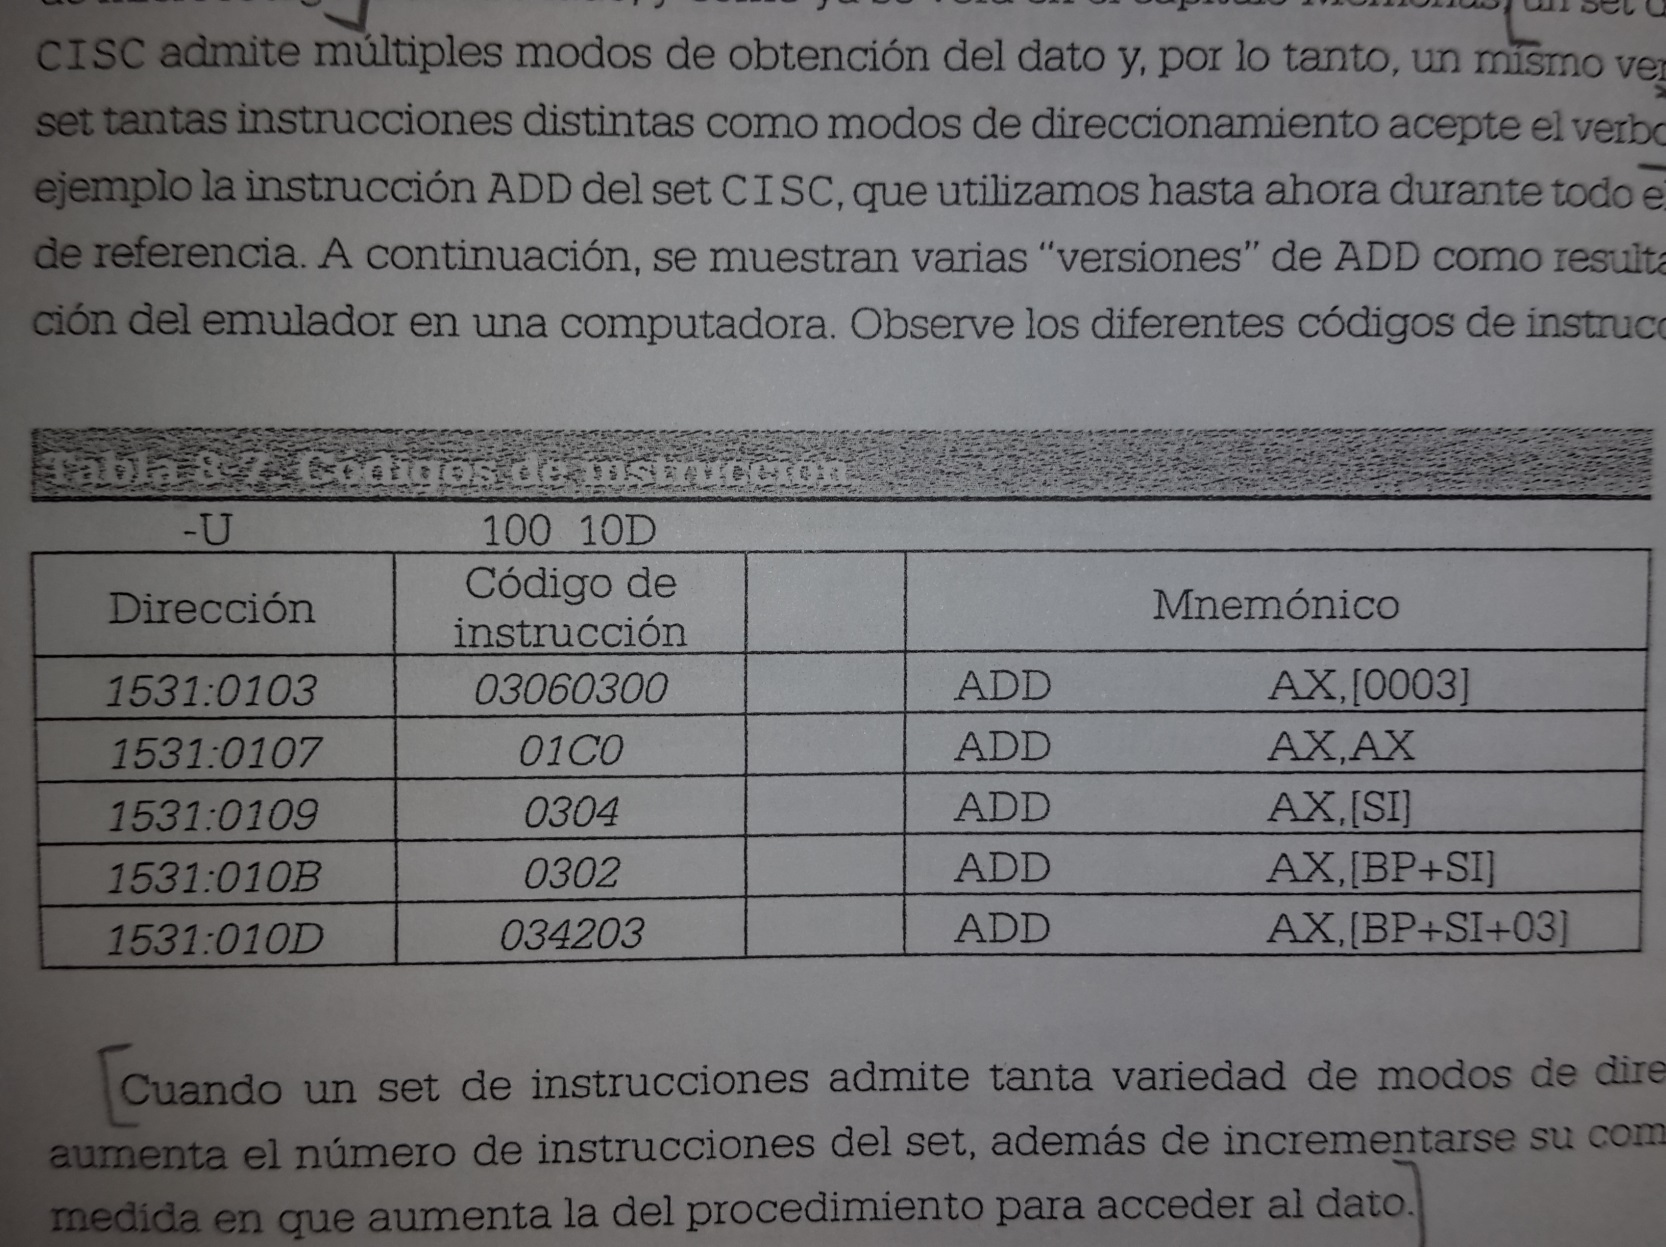 CISC admite múltiples modos de obtención del dato y, por lo tanto, un mismo
set tantas instrucciones distintas como modos de direccionamiento acepte el
ejemplo la instrucción ADD del set CISC, que utilizamos hasta ahora durante todo
de referencia. A continuación, se muestran varias “versiones” de ADD como
ción del emulador en una computadora. Observe los diferentes códigos de
Tabla 8-7. Códigos de instrucción
-U 100 10D
Dirección Código de instrucción Mnemónico
1531:0103 03060300 ADD AX,[0003]
1531:0107 01C0 ADD AX,AX
1531:0109 0304 ADD AX,[SI]
1531:010B 0302 ADD AX,[BP+SI]
1531:010D 034203 ADD AX,[BP+SI+03]
Cuando un set de instrucciones admite tanta variedad de modos de
aumenta el número de instrucciones del set, además de incrementarse su
medida en que aumenta la del procedimiento para acceder al dato.